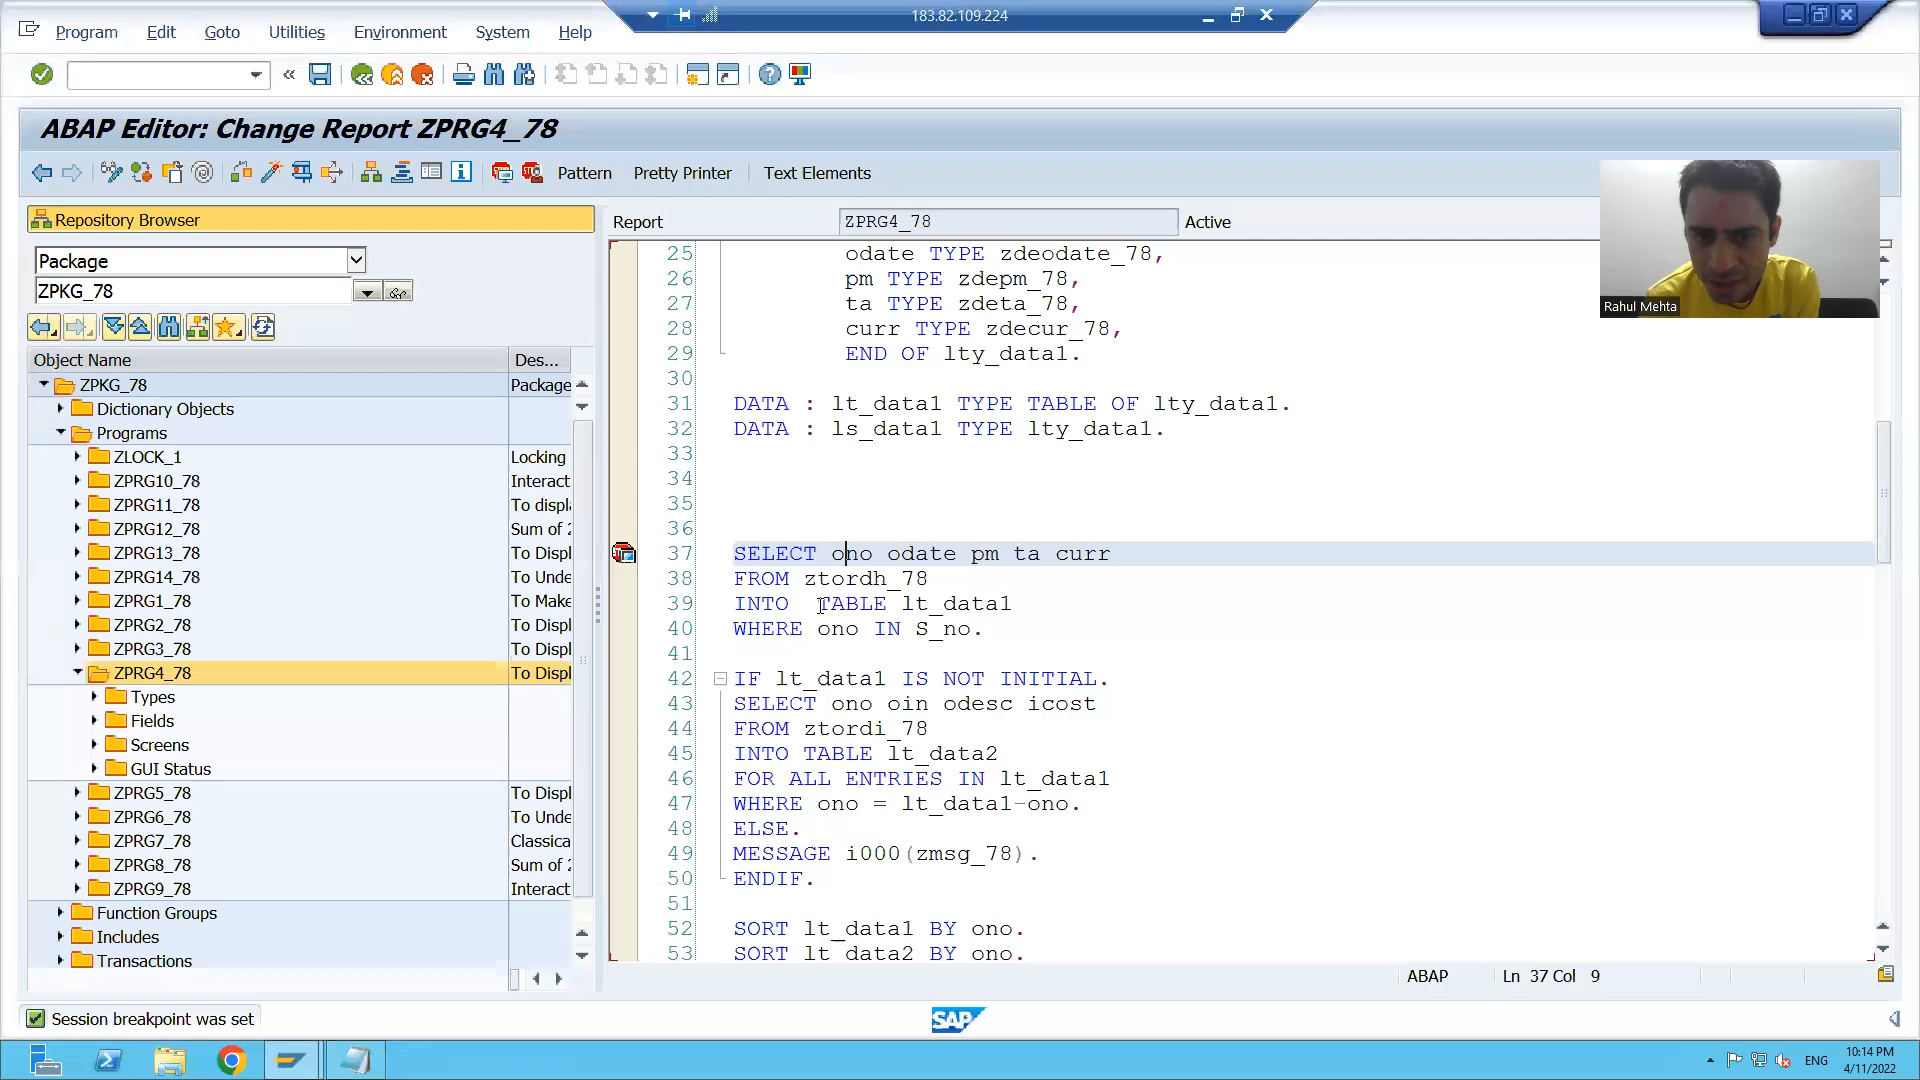 183.82.109.224
Program Edit Goto Utilities Environment System Help
ABAP Editor: Change Report ZPRG4_78
Pattern Pretty Printer Text Elements
Repository Browser
Package
ZPKG_78
Object Name Des...
ZPKG_78 Package
Dictionary Objects
Programs
ZLOCK_1 Locking
ZPRG10_78 Interact
ZPRG11_78 To displ
ZPRG12_78 Sum of 2
ZPRG13_78 To Displ
ZPRG14_78 To Unde
ZPRG1_78 To Make
ZPRG2_78 To Displ
ZPRG3_78 To Displ
ZPRG4_78 To Displ
Types
Fields
Screens
GUI Status
ZPRG5_78 To Displ
ZPRG6_78 To Unde
ZPRG7_78 Classica
ZPRG8_78 Sum of 2
ZPRG9_78 Interact
Function Groups
Includes
Transactions
Report ZPRG4_78 Active
25 odate TYPE zdeodate_78,
26 pm TYPE zdepm_78,
27 ta TYPE zdeta_78,
28 curr TYPE zdecur_78,
29 END OF lty_data1.
30
31 DATA : lt_data1 TYPE TABLE OF lty_data1.
32 DATA : ls_data1 TYPE lty_data1.
33
34
35
36
37 SELECT ono odate pm ta curr
38 FROM ztordh_78
39 INTO TABLE lt_data1
40 WHERE ono IN S_no.
41
42 IF lt_data1 IS NOT INITIAL.
43 SELECT ono oin odesc icost
44 FROM ztordi_78
45 INTO TABLE lt_data2
46 FOR ALL ENTRIES IN lt_data1
47 WHERE ono = lt_data1-ono.
48 ELSE.
49 MESSAGE i000(zmsg_78).
50 ENDIF.
51
52 SORT lt_data1 BY ono.
53 SORT lt_data2 BY ono.
Rahul Mehta
ABAP Ln 37 Col 9
Session breakpoint was set
SAP
ENG
10:14 PM
4/11/2022